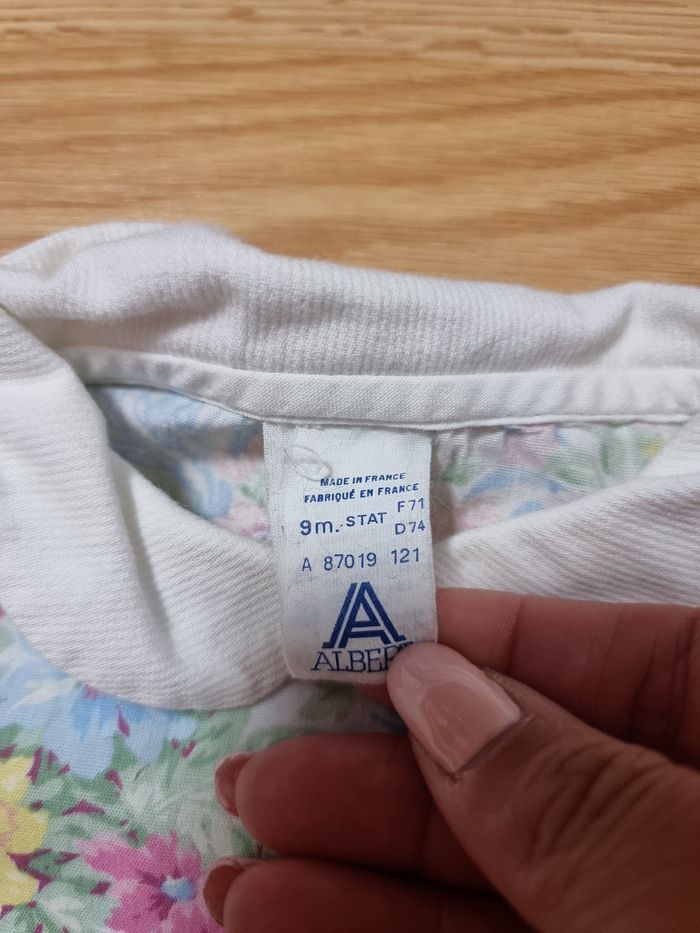 MADE IN FRANCE
FABRIQUÉ EN FRANCE
9m. STAT F71
D74
A 87019 121
A